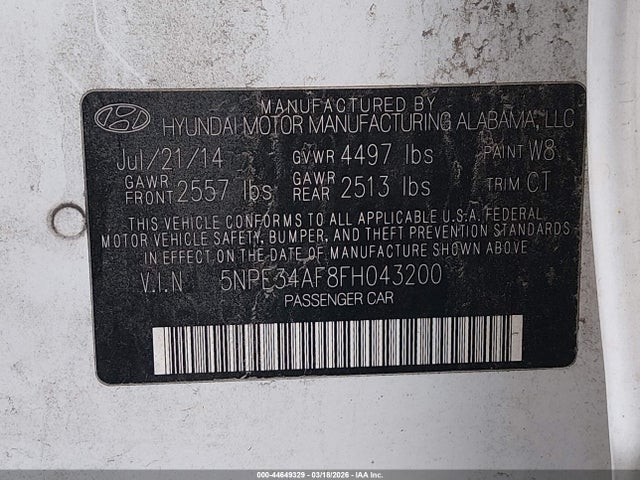 MANUFACTURED BY
HYUNDAI MOTOR MANUFACTURING ALABAMA, LLC
Jul/21/14 GVWR 4497 lbs PAINT W8
GAWR FRONT 2557 lbs GAWR REAR 2513 lbs TRIM CT
THIS VEHICLE CONFORMS TO ALL APPLICABLE U.S.A. FEDERAL
MOTOR VEHICLE SAFETY, BUMPER, AND THEFT PREVENTION STANDARDS
IN EFFECT ON THE DATE OF MANUFACTURE SHOWN ABOVE
V.I.N 5NPE34AF8FH043200
PASSENGER CAR
000-44649329 - 03/18/2026 - IAA Inc.